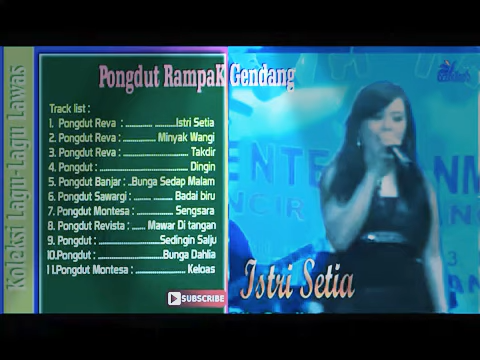 Koleksi Lagu-Lagu Lawas
Pongdut Rampak Gendang
Track list :
1. Pongdut Reva : ............ .........Istri Setia
2. Pongdut Reva : .............. Minyak Wangi
3. Pongdut Reva : ........................... Takdir
4. Pongdut : ...................................... Dingin
5. Pongdut Banjar : ..Bunga Sedap Malam
6. Pongdut Sawargi : ....... ........ Badai biru
7. Pongdut Montesa : ................ Sengsara
8. Pongdut Revista : ...... Mawar Di tangan
9. Pongdut : ..........................Sedingin Salju
10.Pongdut : ............................Bunga Dahlia
11.Pongdut Montesa : ...................... Keloas
SUBSCRIBE
Istri Setia